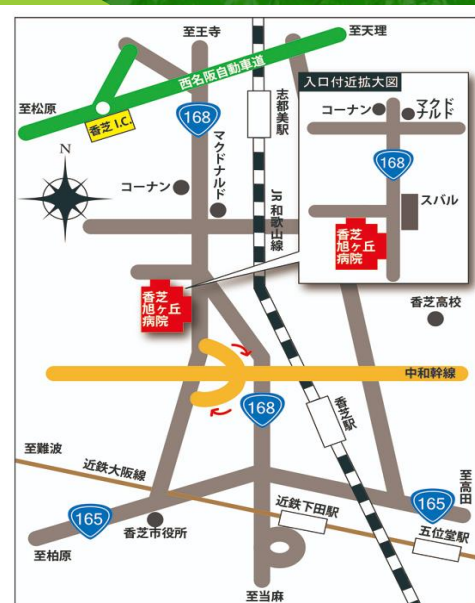 至王寺
至天理
西名阪自動車道
至松原
香芝I.C.
168
志都美駅
入口付近拡大図
コーナン
マクド
ナルド
168
スバル
香芝
旭ヶ丘
病院
N
コーナン
マクドナルド
JR和歌山線
香芝
旭ヶ丘
病院
香芝高校
中和幹線
168
香芝駅
至難波
近鉄大阪線
至高田
165
165
近鉄下田駅
香芝市役所
五位堂駅
至柏原
至当麻